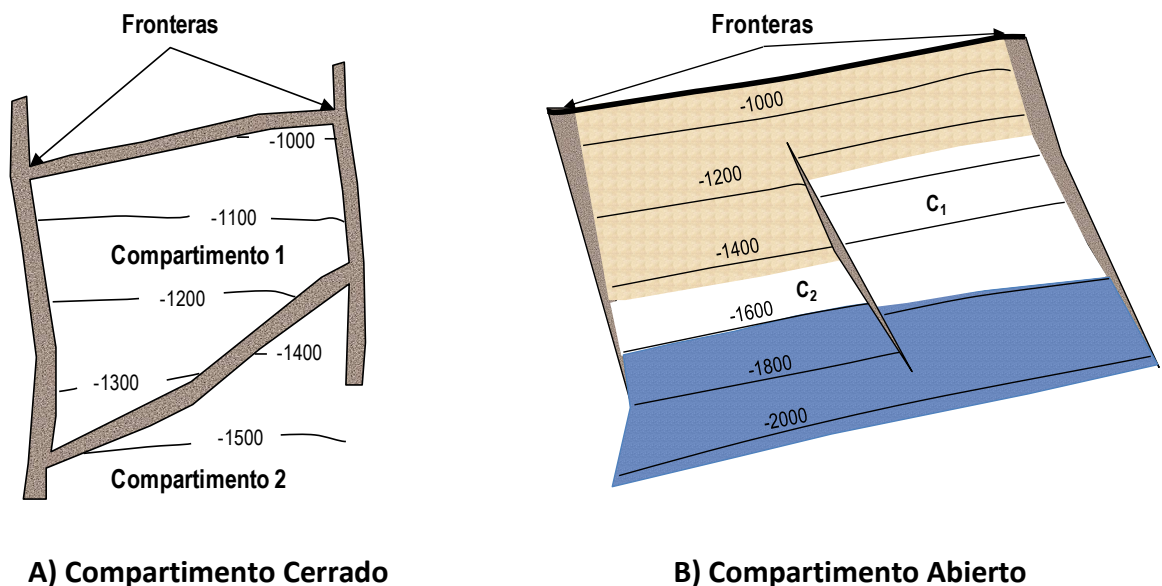 Fronteras
-1000
-1100
Compartimento 1
-1200
-1400
-1300
-1500
Compartimento 2
A) Compartimento Cerrado
Fronteras
-1000
-1200
C1
-1400
C2
-1600
-1800
-2000
B) Compartimento Abierto